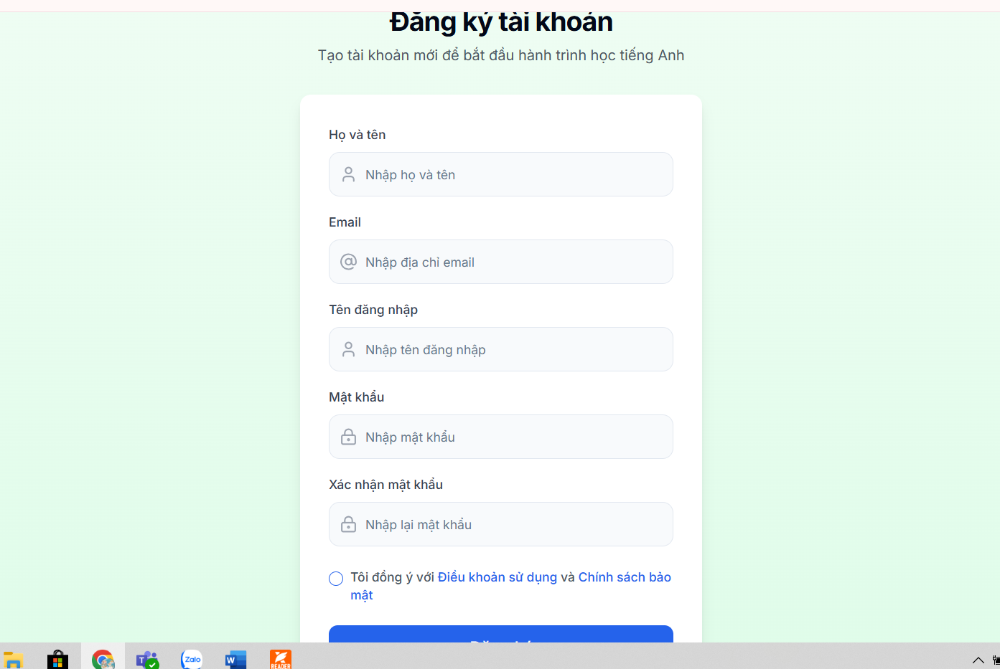 Đăng ký tài khoản
Tạo tài khoản mới để bắt đầu hành trình học tiếng Anh
Họ và tên
Nhập họ và tên
Email
Nhập địa chỉ email
Tên đăng nhập
Nhập tên đăng nhập
Mật khẩu
Nhập mật khẩu
Xác nhận mật khẩu
Nhập lại mật khẩu
Tôi đồng ý với Điều khoản sử dụng và Chính sách bảo
mật
T
Zalo
W
READER